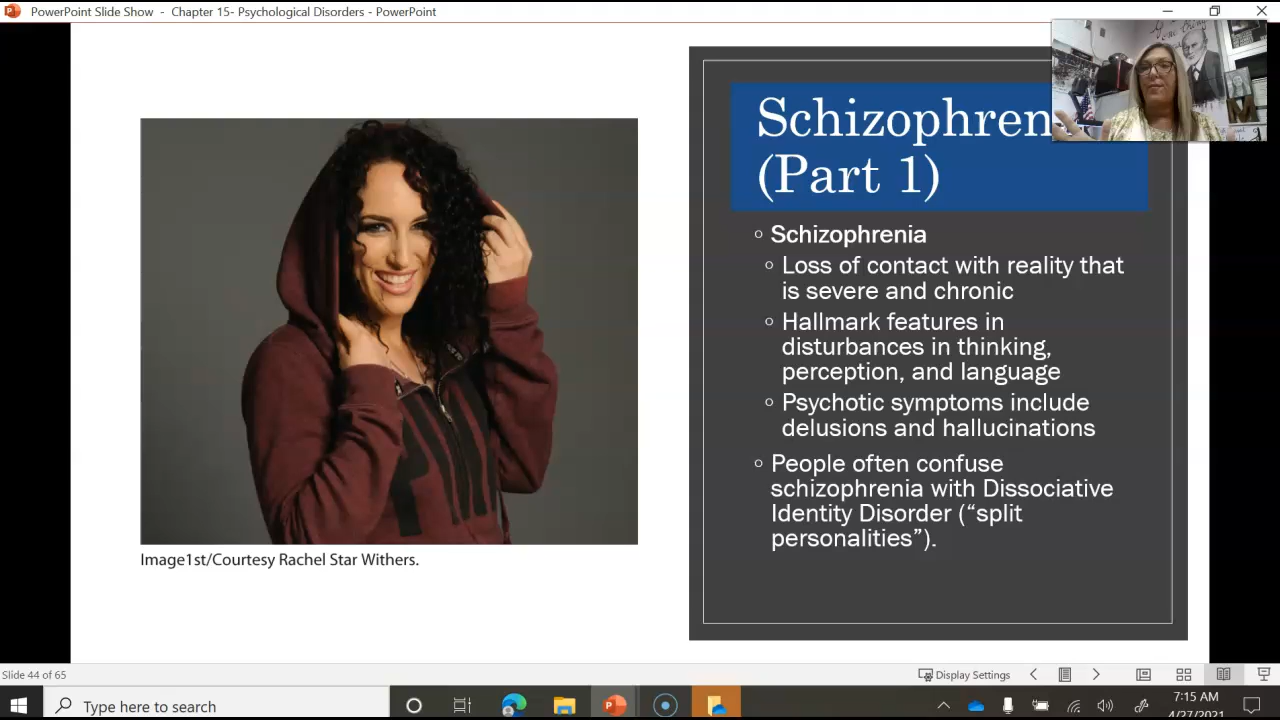 PowerPoint Slide Show - Chapter 15- Psychological Disorders - PowerPoint
Schizophren
(Part 1)
○ Schizophrenia
○ Loss of contact with reality that
is severe and chronic
○ Hallmark features in
disturbances in thinking,
perception, and language
○ Psychotic symptoms include
delusions and hallucinations
○ People often confuse
schizophrenia with Dissociative
Identity Disorder (“split
personalities”).
Image1st/Courtesy Rachel Star Withers.
Slide 44 of 65
Display Settings
Type here to search
7:15 AM
4/27/2021